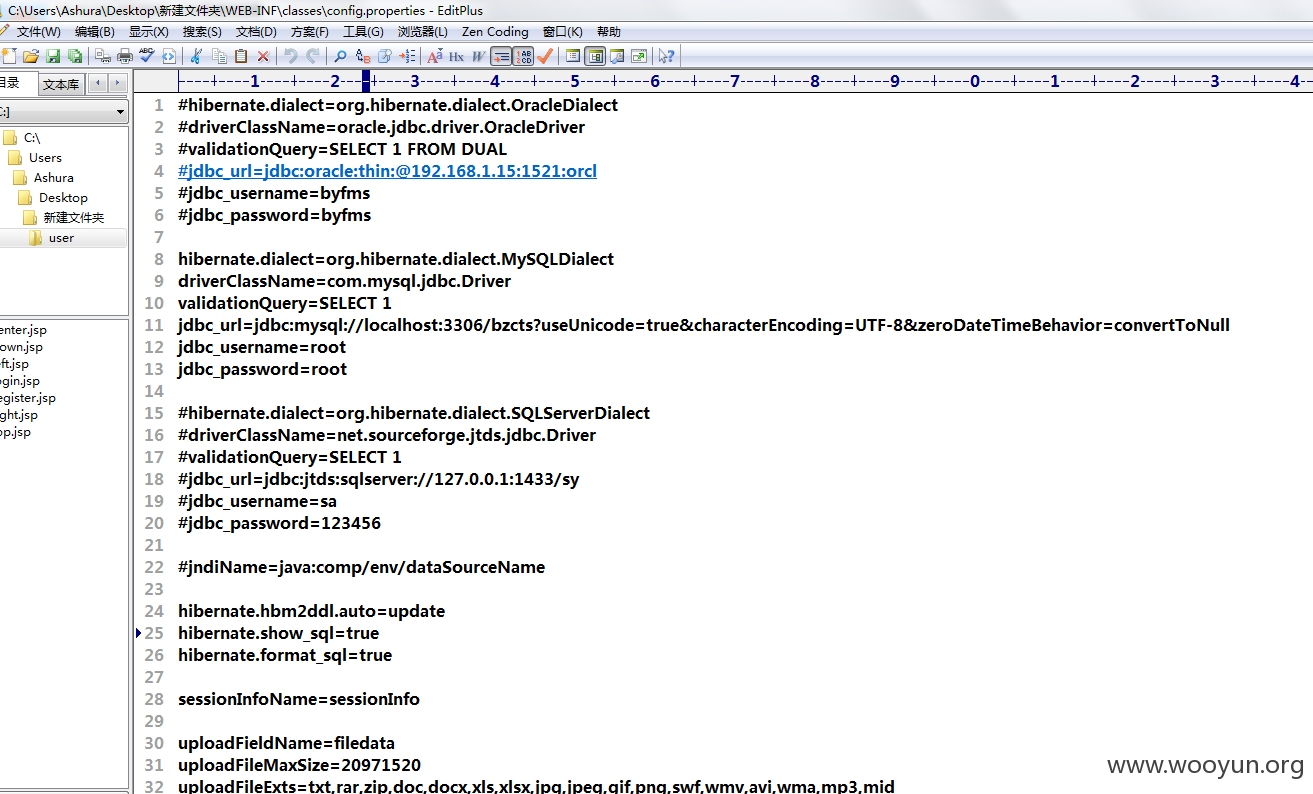 C:\Users\Ashura\Desktop\新建文件夹\WEB-INF\classes\config.properties - EditPlus
文件(W) 编辑(B) 显示(X) 搜索(S) 文档(D) 方案(F) 工具(G) 浏览器(L) Zen Coding 窗口(K) 帮助
目录 文本库
C:]
C:\
Users
Ashura
Desktop
新建文件夹
user
enter.jsp
own.jsp
eft.jsp
ogin.jsp
egister.jsp
ght.jsp
op.jsp
----+----1----+----2----+----3----+----4----+----5----+----6----+----7----+----8----+----9----+----0----+----1----+----2----+----3----+----4--
1 #hibernate.dialect=org.hibernate.dialect.OracleDialect
2 #driverClassName=oracle.jdbc.driver.OracleDriver
3 #validationQuery=SELECT 1 FROM DUAL
4 #jdbc_url=jdbc:oracle:thin:@192.168.1.15:1521:orcl
5 #jdbc_username=byfms
6 #jdbc_password=byfms
7
8 hibernate.dialect=org.hibernate.dialect.MySQLDialect
9 driverClassName=com.mysql.jdbc.Driver
10 validationQuery=SELECT 1
11 jdbc_url=jdbc:mysql://localhost:3306/bzcts?useUnicode=true&characterEncoding=UTF-8&zeroDateTimeBehavior=convertToNull
12 jdbc_username=root
13 jdbc_password=root
14
15 #hibernate.dialect=org.hibernate.dialect.SQLServerDialect
16 #driverClassName=net.sourceforge.jtds.jdbc.Driver
17 #validationQuery=SELECT 1
18 #jdbc_url=jdbc:jtds:sqlserver://127.0.0.1:1433/sy
19 #jdbc_username=sa
20 #jdbc_password=123456
21
22 #jndiName=java:comp/env/dataSourceName
23
24 hibernate.hbm2ddl.auto=update
25 hibernate.show_sql=true
26 hibernate.format_sql=true
27
28 sessionInfoName=sessionInfo
29
30 uploadFieldName=filedata
31 uploadFileMaxSize=20971520
32 uploadFileExts=txt,rar,zip,doc,docx,xls,xlsx,jpg,jpeg,gif,png,swf,wmv,avi,wma,mp3,mid
www.wooyun.org